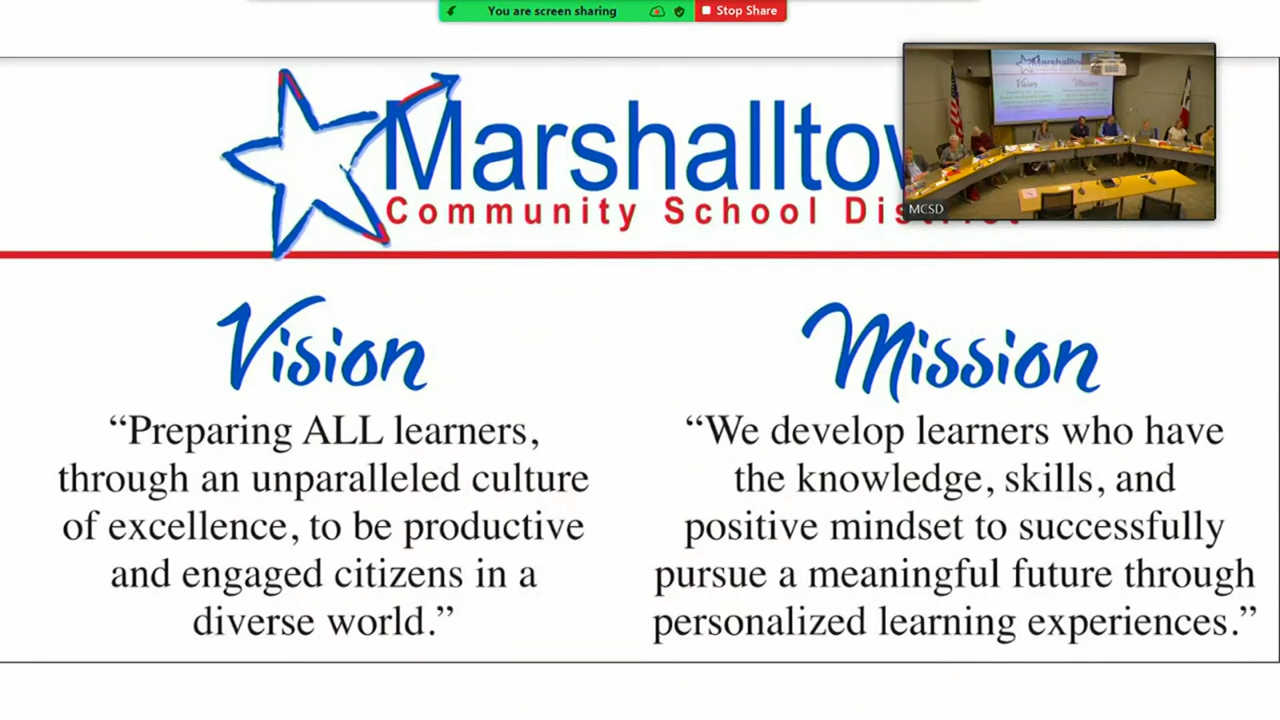 You are screen sharing
Stop Share
Marshalltow
Community School District
MCSD
Vision
“Preparing ALL learners,
through an unparalleled culture
of excellence, to be productive
and engaged citizens in a
diverse world.”
Mission
“We develop learners who have
the knowledge, skills, and
positive mindset to successfully
pursue a meaningful future through
personalized learning experiences.”